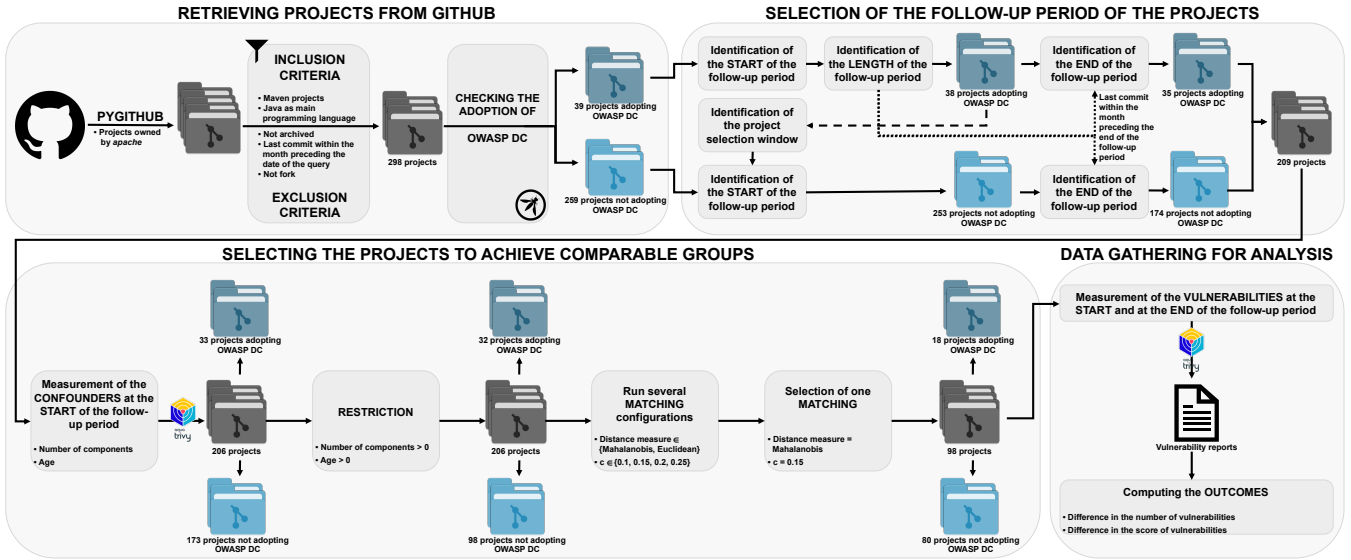 RETRIEVING PROJECTS FROM GITHUB
PYGITHUB
• Projects owned
by apache
INCLUSION
CRITERIA
• Maven projects
• Java as main
programming language
• Not archived
• Last commit within the
month preceding the
date of the query
• Not fork
EXCLUSION
CRITERIA
298 projects
CHECKING THE
ADOPTION OF
OWASP DC
39 projects adopting
OWASP DC
259 projects not adopting
OWASP DC
SELECTION OF THE FOLLOW-UP PERIOD OF THE PROJECTS
Identification of
the START of the
follow-up period
Identification of
the LENGTH of the
follow-up period
38 projects adopting
OWASP DC
Identification of
the END of the
follow-up period
35 projects adopting
OWASP DC
Identification of
the project
selection window
Last commit
within the
month
preceding the
end of the
follow-up
period
209 projects
Identification of
the START of the
follow-up period
253 projects not adopting
OWASP DC
Identification of
the END of the
follow-up period
174 projects not adopting
OWASP DC
SELECTING THE PROJECTS TO ACHIEVE COMPARABLE GROUPS
Measurement of the
CONFOUNDERS at the
START of the follow-
up period
• Number of components
• Age
aqua
trivy
33 projects adopting
OWASP DC
206 projects
173 projects not adopting
OWASP DC
RESTRICTION
• Number of components > 0
• Age > 0
32 projects adopting
OWASP DC
206 projects
98 projects not adopting
OWASP DC
Run several
MATCHING
configurations
• Distance measure ∈
{Mahalanobis, Euclidean}
• c ∈ {0.1, 0.15, 0.2, 0.25}
Selection of one
MATCHING
• Distance measure =
Mahalanobis
• c = 0.15
18 projects adopting
OWASP DC
98 projects
80 projects not adopting
OWASP DC
DATA GATHERING FOR ANALYSIS
Measurement of the VULNERABILITIES at the
START and at the END of the follow-up period
aqua
trivy
Vulnerability reports
Computing the OUTCOMES
• Difference in the number of vulnerabilities
• Difference in the score of vulnerabilities